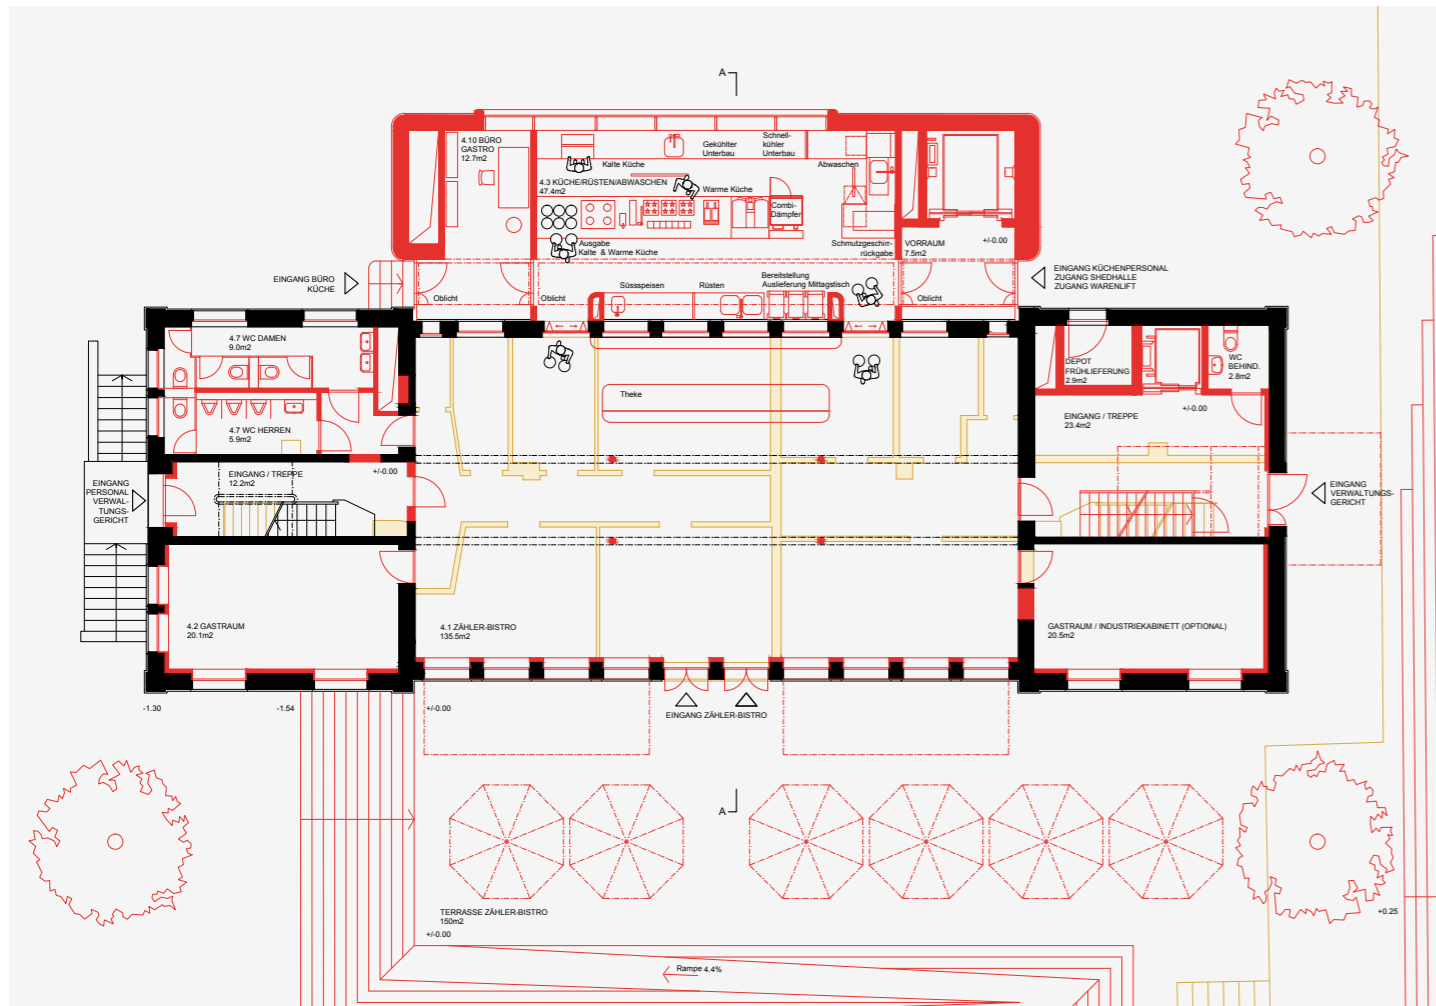 A
4.10 BÜRO
GASTRO
12.7m2
Gekühlter
Unterbau
Schnell-
kühler
Unterbau
Kalte Küche
Abwaschen
4.3 KÜCHE/RÜSTEN/ABWASCHEN
47.4m2
Warme Küche
Combi-
Dämpfer
Ausgabe
Kalte & Warme Küche
Schmutzgeschirr-
rückgabe
VORRAUM
7.5m2
+/-0.00
EINGANG BÜRO
KÜCHE
EINGANG KÜCHENPERSONAL
ZUGANG SHEDHALLE
ZUGANG WARENLIFT
Oblicht
Oblicht
Süssspeisen
Rüsten
Bereitstellung
Auslieferung Mittagstisch
Oblicht
4.7 WC DAMEN
9.0m2
DEPOT
FRÜHLIEFERUNG
2.9m2
WC
BEHIND.
2.8m2
Theke
4.7 WC HERREN
5.9m2
EINGANG / TREPPE
23.4m2
+/-0.00
EINGANG / TREPPE
12.2m2
+/-0.00
EINGANG
PERSONAL
VERWAL-
TUNGS-
GERICHT
EINGANG
VERWALTUNGS-
GERICHT
4.2 GASTRAUM
20.1m2
4.1 ZÄHLER-BISTRO
135.5m2
GASTRAUM / INDUSTRIEKABINETT (OPTIONAL)
20.5m2
-1.30
-1.54
+/-0.00
EINGANG ZÄHLER-BISTRO
A
TERRASSE ZÄHLER-BISTRO
150m2
+/-0.00
+0.25
Rampe 4.4%